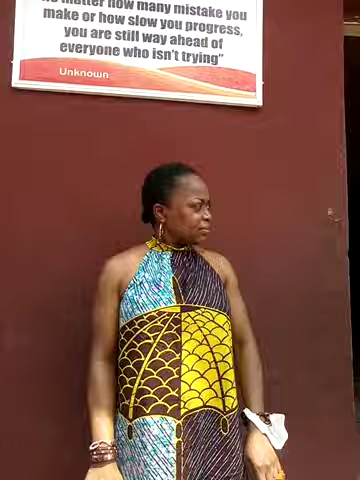 matter how many mistake you
make or how slow you progress,
you are still way ahead of
everyone who isn't trying"
Unknown